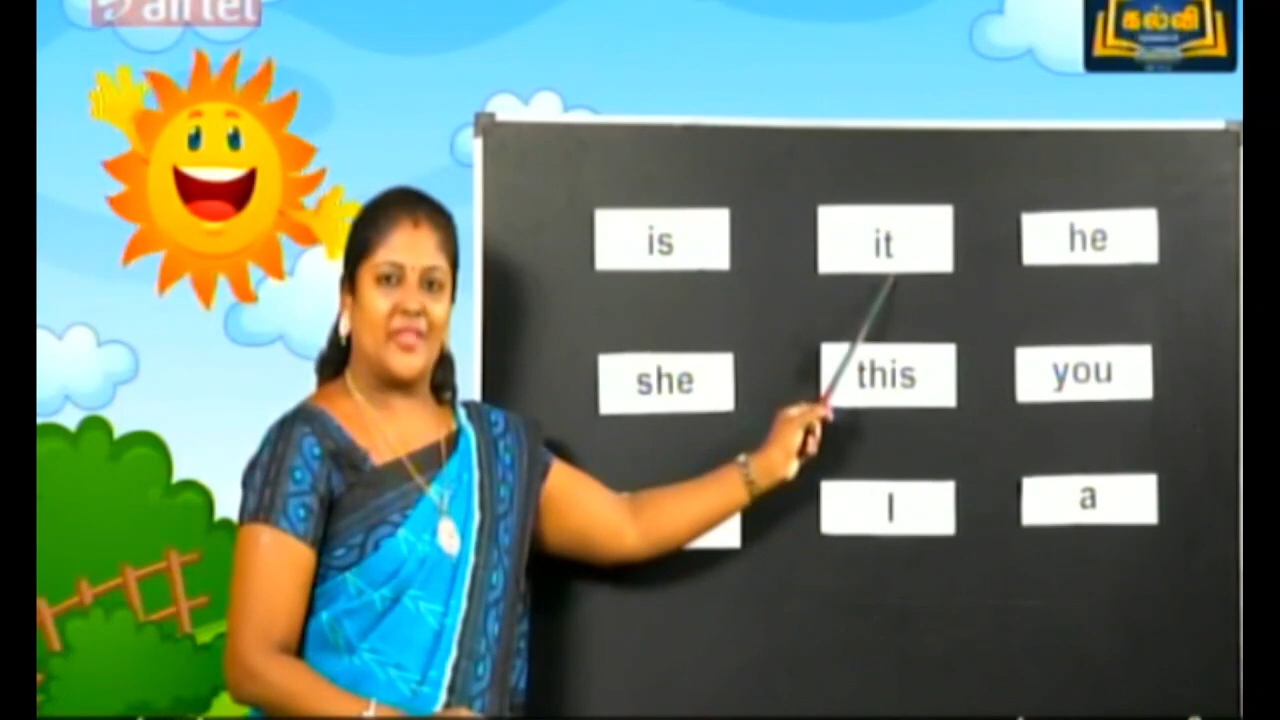 airtel
கல்வி
is it he
she this you
I a